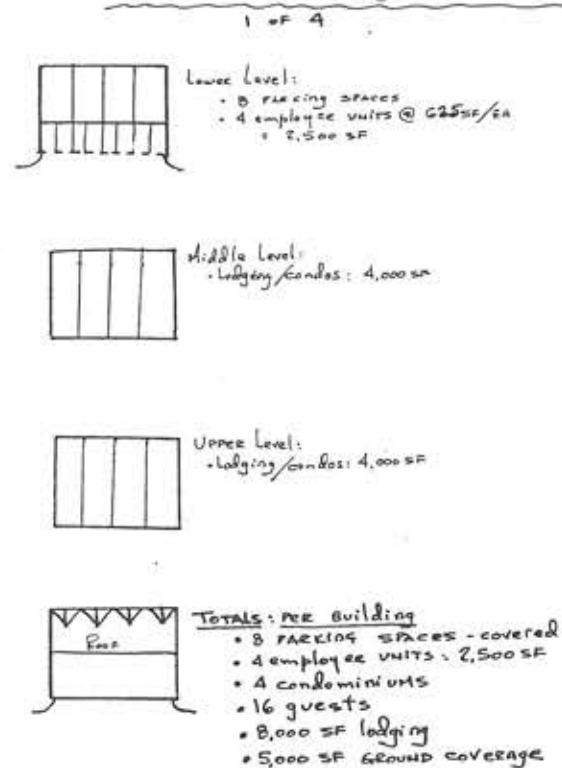 1 OF 4
Lower Level:
• 8 PARKING SPACES
• 4 employee UNITS @ 625 SF/EA
= 2,500 SF
Middle Level:
• Lodging/condos: 4,000 SF
UPPER Level:
• Lodging/condos: 4,000 SF
Roof
TOTALS: PER Building
• 8 PARKING SPACES - covered
• 4 employee UNITS: 2,500 SF
• 4 condominiums
• 16 guests
• 8,000 SF lodging
• 5,000 SF GROUND COVERAGE